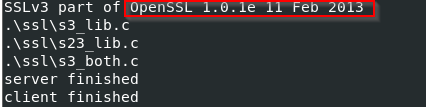 SSLv3 part of OpenSSL 1.0.1e 11 Feb 2013
.\ssl\s3_lib.c
.\ssl\s23_lib.c
.\ssl\s3_both.c
server finished
client finished